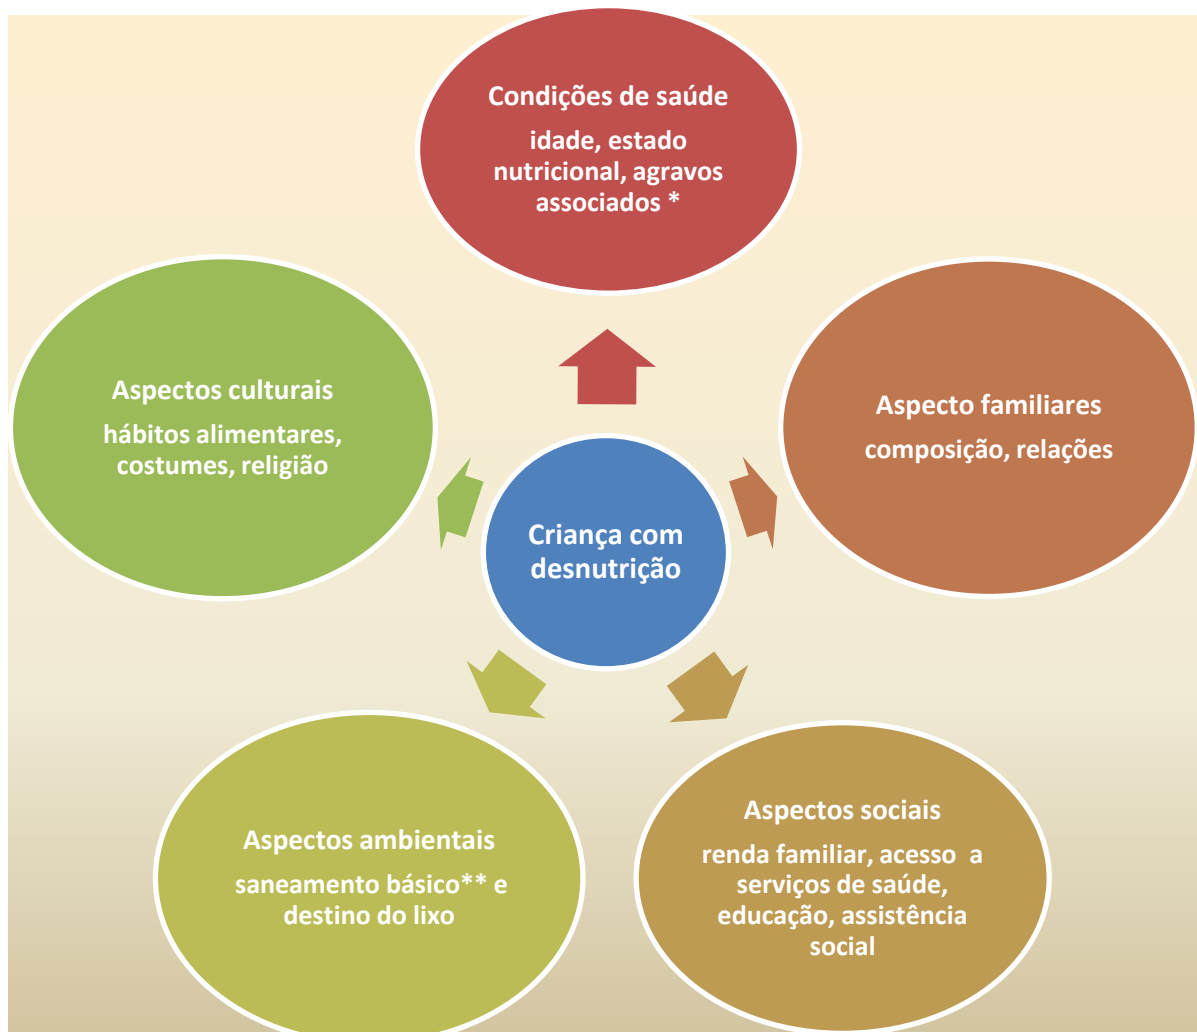 Condições de saúde
idade, estado
nutricional, agravos
associados *
Aspectos culturais
hábitos alimentares,
costumes, religião
Aspecto familiares
composição, relações
Criança com
desnutrição
Aspectos ambientais
saneamento básico** e
destino do lixo
Aspectos sociais
renda familiar, acesso  a
serviços de saúde,
educação, assistência
social